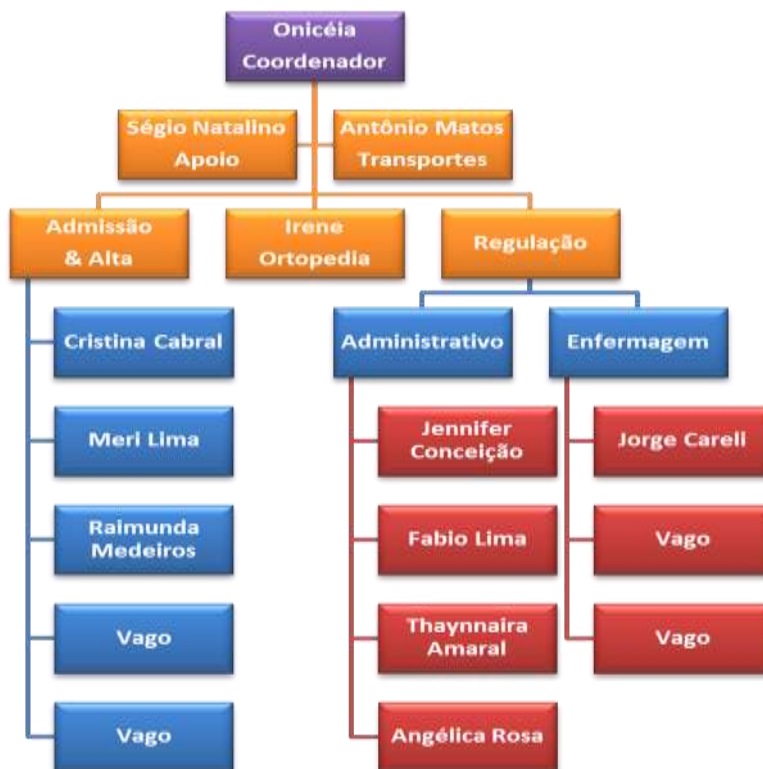 Onicéia
Coordenador
Ségio Natalino
Apoio
Antônio Matos
Transportes
Admissão
& Alta
Irene
Ortopedia
Regulação
Cristina Cabral
Meri Lima
Raimunda
Medeiros
Vago
Vago
Administrativo
Jennifer
Conceição
Fabio Lima
Thaynnaira
Amaral
Angélica Rosa
Enfermagem
Jorge Careli
Vago
Vago